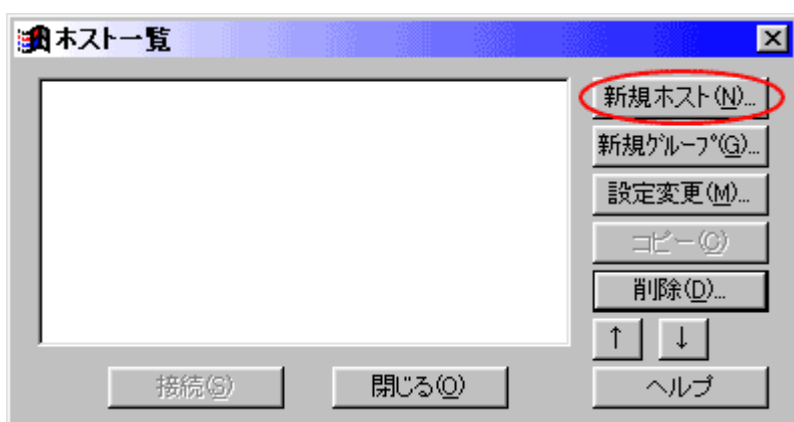 ホスト一覧
新規ホスト(N)...
新規ｸﾞﾙｰﾌﾟ(G)...
設定変更(M)...
コピー(C)
削除(D)...
↑ ↓
接続(S) 閉じる(O) ヘルプ